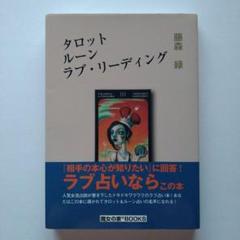 タロット
ルーン
ラブ・リーディング
藤森 緑
「相手の本心が知りたい」に回答！
ラブ占いならこの本
魔女の家BOOKS